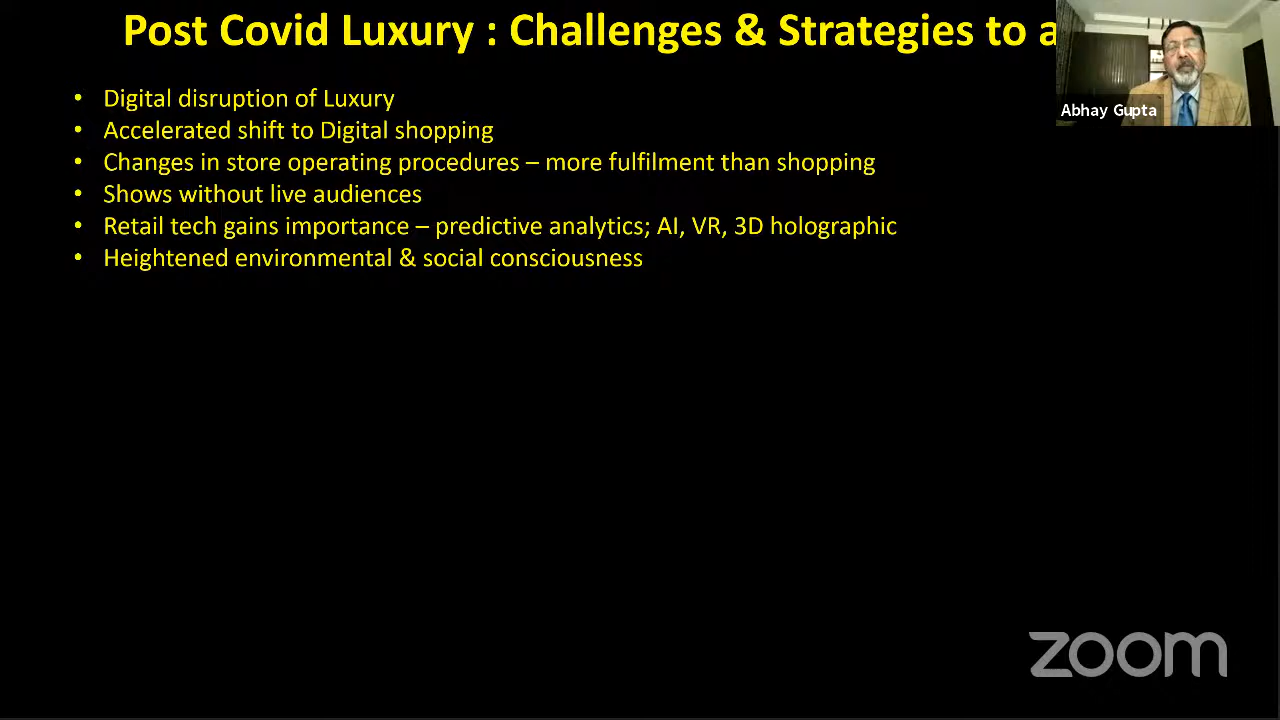 Post Covid Luxury : Challenges & Strategies to a
Abhay Gupta
• Digital disruption of Luxury
• Accelerated shift to Digital shopping
• Changes in store operating procedures – more fulfilment than shopping
• Shows without live audiences
• Retail tech gains importance – predictive analytics; AI, VR, 3D holographic
• Heightened environmental & social consciousness
zoom